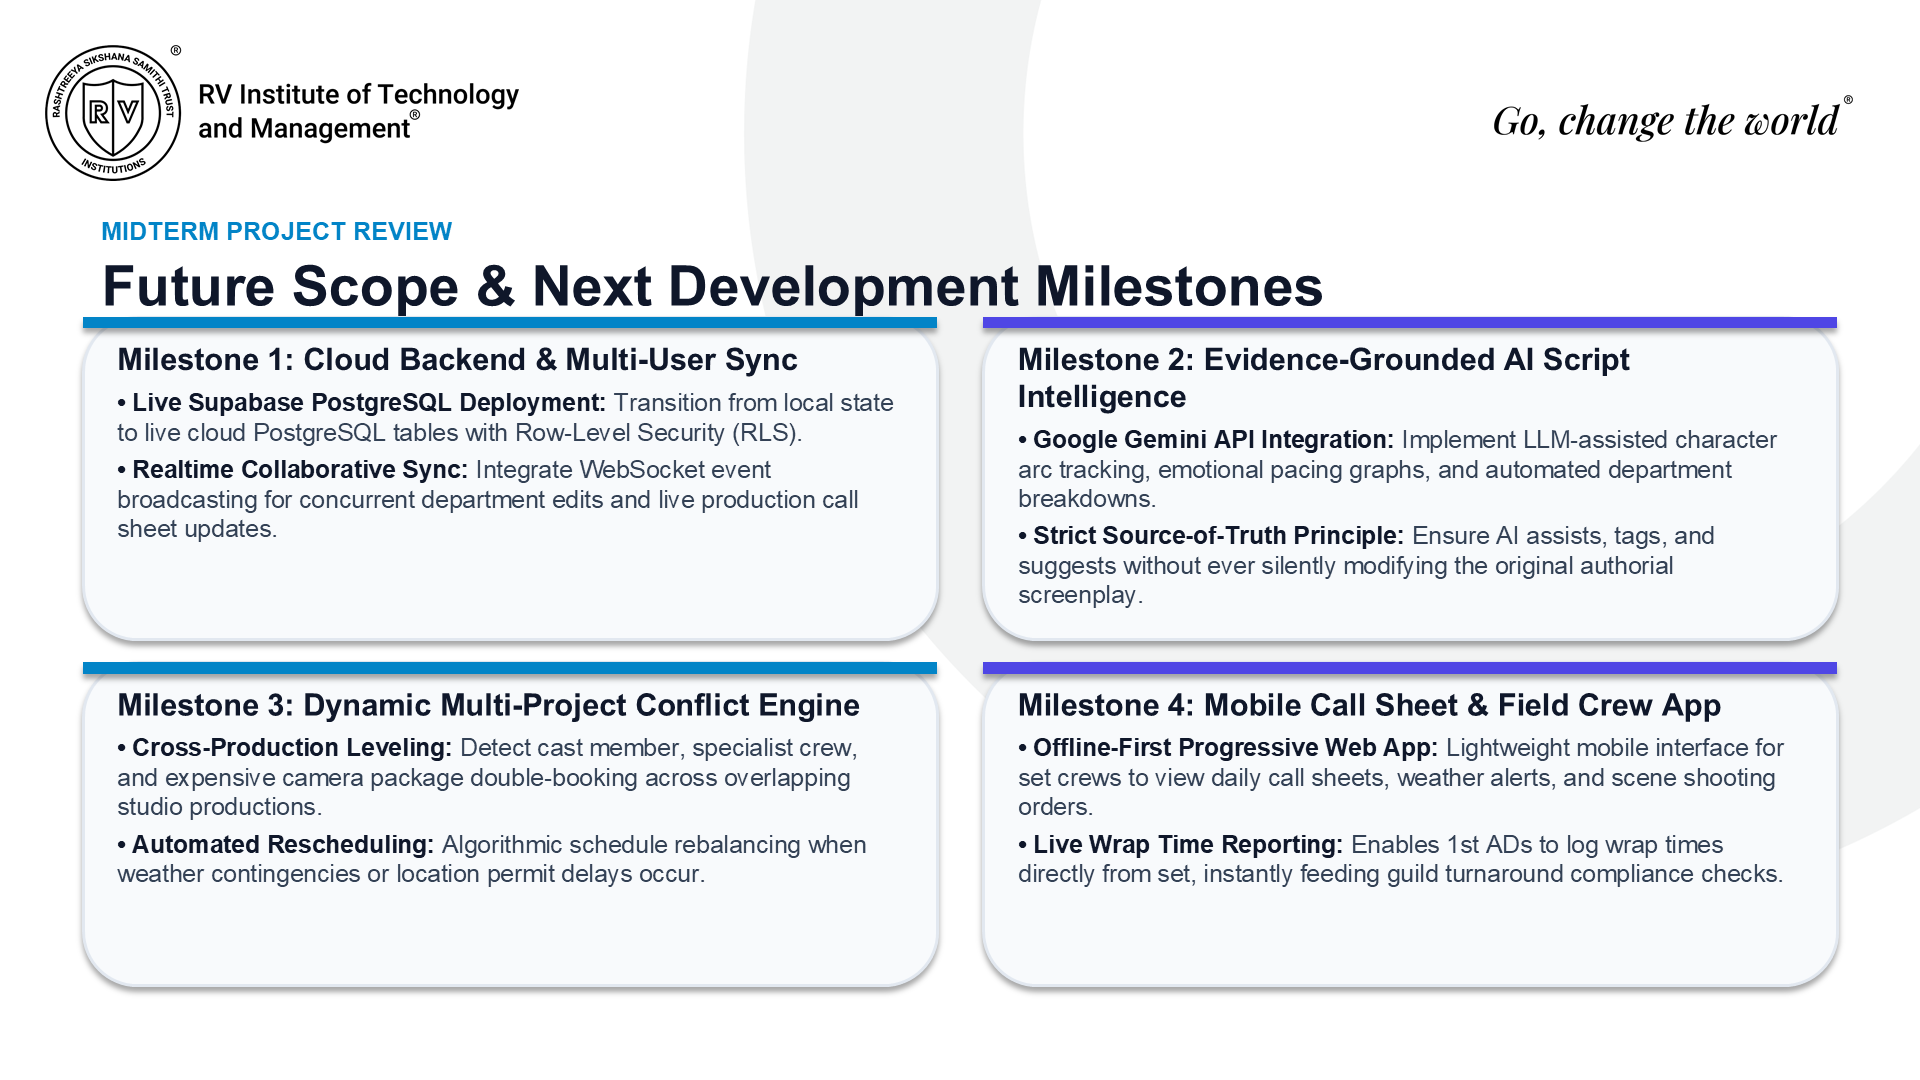 RASHTREEYA SIKSHANA SAMITHI TRUST
RV
INSTITUTIONS
®
RV Institute of Technology
and Management®
Go, change the world®
MIDTERM PROJECT REVIEW
Future Scope & Next Development Milestones
Milestone 1: Cloud Backend & Multi-User Sync
• Live Supabase PostgreSQL Deployment: Transition from local state
to live cloud PostgreSQL tables with Row-Level Security (RLS).
• Realtime Collaborative Sync: Integrate WebSocket event
broadcasting for concurrent department edits and live production call
sheet updates.
Milestone 2: Evidence-Grounded AI Script
Intelligence
• Google Gemini API Integration: Implement LLM-assisted character
arc tracking, emotional pacing graphs, and automated department
breakdowns.
• Strict Source-of-Truth Principle: Ensure AI assists, tags, and
suggests without ever silently modifying the original authorial
screenplay.
Milestone 3: Dynamic Multi-Project Conflict Engine
• Cross-Production Leveling: Detect cast member, specialist crew,
and expensive camera package double-booking across overlapping
studio productions.
• Automated Rescheduling: Algorithmic schedule rebalancing when
weather contingencies or location permit delays occur.
Milestone 4: Mobile Call Sheet & Field Crew App
• Offline-First Progressive Web App: Lightweight mobile interface for
set crews to view daily call sheets, weather alerts, and scene shooting
orders.
• Live Wrap Time Reporting: Enables 1st ADs to log wrap times
directly from set, instantly feeding guild turnaround compliance checks.